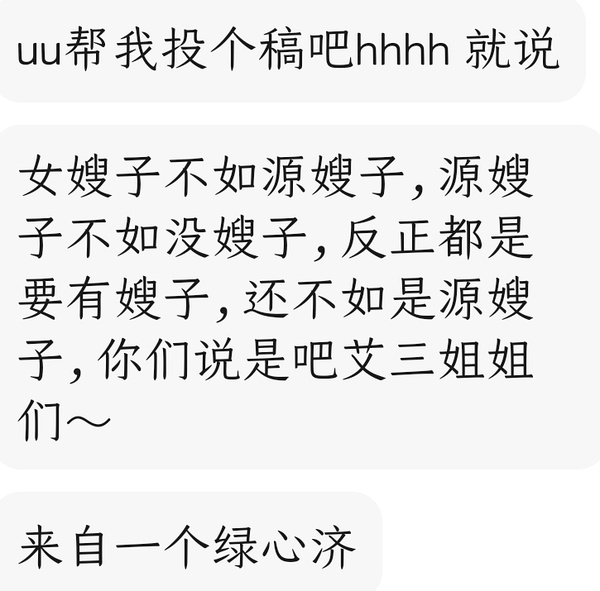 uu帮我投个稿吧hhhh 就说
女嫂子不如源嫂子,源嫂
子不如没嫂子,反正都是
要有嫂子,还不如是源嫂
子,你们说是吧艾三姐姐
们～
来自一个绿心济